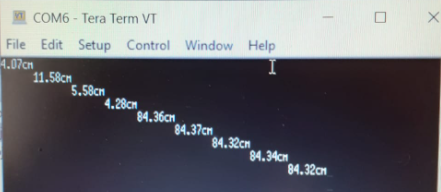 VT COM6 - Tera Term VT
File Edit Setup Control Window Help
4.07cm
11.58cm
5.58cm
4.28cm
84.36cm
84.37cm
84.32cm
84.34cm
84.32cm